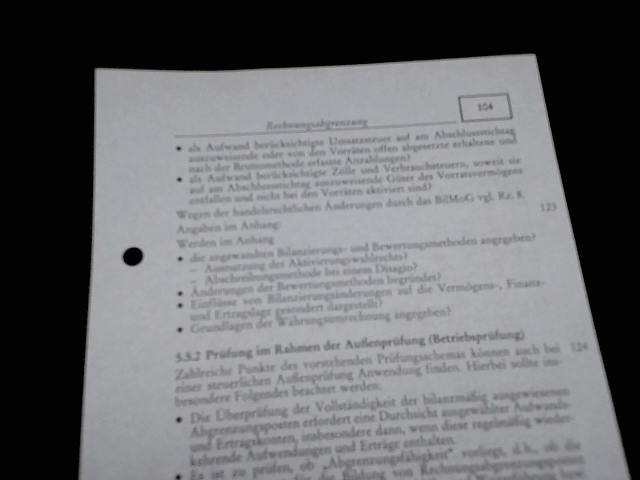 Rechnungsabgrenzung
104
• als Aufwand berücksichtigte Umsatzsteuer auf am Abschlussstichtag
auszuweisende oder von den Vorräten offen abgesetzte erhaltene und
nach der Bruttomethode erfasste Anzahlungen?
• als Aufwand berücksichtigte Zölle und Verbrauchsteuern, soweit sie
auf am Abschlussstichtag auszuweisende Güter des Vorratsvermögens
entfallen und nicht bei den Vorräten aktiviert sind?
Wegen der handelsrechtlichen Änderungen durch das BilMoG vgl. Rz. 8.
Angaben im Anhang: 123
Werden im Anhang
• die angewandten Bilanzierungs- und Bewertungsmethoden angegeben?
– Ausnutzung des Aktivierungswahlrechts?
– Abschreibungsmethode bei einem Disagio?
• Änderungen der Bewertungsmethoden begründet?
• Einflüsse von Bilanzierungsänderungen auf die Vermögens-, Finanz-
und Ertragslage gesondert dargestellt?
• Grundlagen der Währungsumrechnung angegeben?
5.5.2 Prüfung im Rahmen der Außenprüfung (Betriebsprüfung)
Zahlreiche Punkte des vorstehenden Prüfungsschemas können auch bei 124
einer steuerlichen Außenprüfung Anwendung finden. Hierbei sollte ins-
besondere Folgendes beachtet werden:
• Die Überprüfung der Vollständigkeit der bilanzmäßig ausgewiesenen
Abgrenzungsposten erfordert eine Durchsicht ausgewählter Aufwands-
und Ertragskonten, insbesondere dann, wenn diese regelmäßig wieder-
kehrende Aufwendungen und Erträge enthalten.
• Es ist zu prüfen, ob „Abgrenzungsfähigkeit" vorliegt, d.h., ob die
für die Bildung von Rechnungsabgrenzungsposten